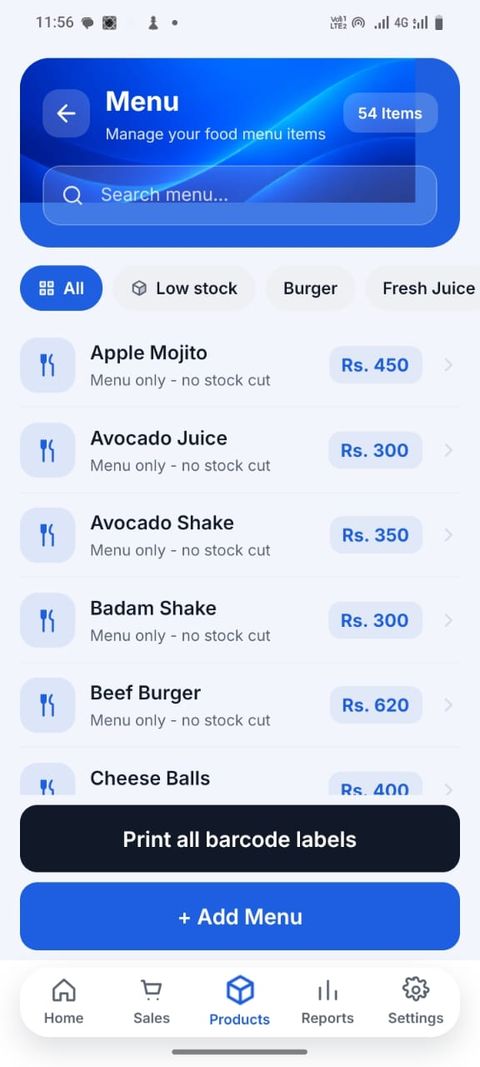 11:56
VoLTE1 LTE2 4G
Menu
54 Items
Manage your food menu items
Search menu...
All
Low stock
Burger
Fresh Juice
Apple Mojito
Rs. 450
Menu only - no stock cut
Avocado Juice
Rs. 300
Menu only - no stock cut
Avocado Shake
Rs. 350
Menu only - no stock cut
Badam Shake
Rs. 300
Menu only - no stock cut
Beef Burger
Rs. 620
Menu only - no stock cut
Cheese Balls
Rs. 400
Print all barcode labels
+ Add Menu
Home
Sales
Products
Reports
Settings